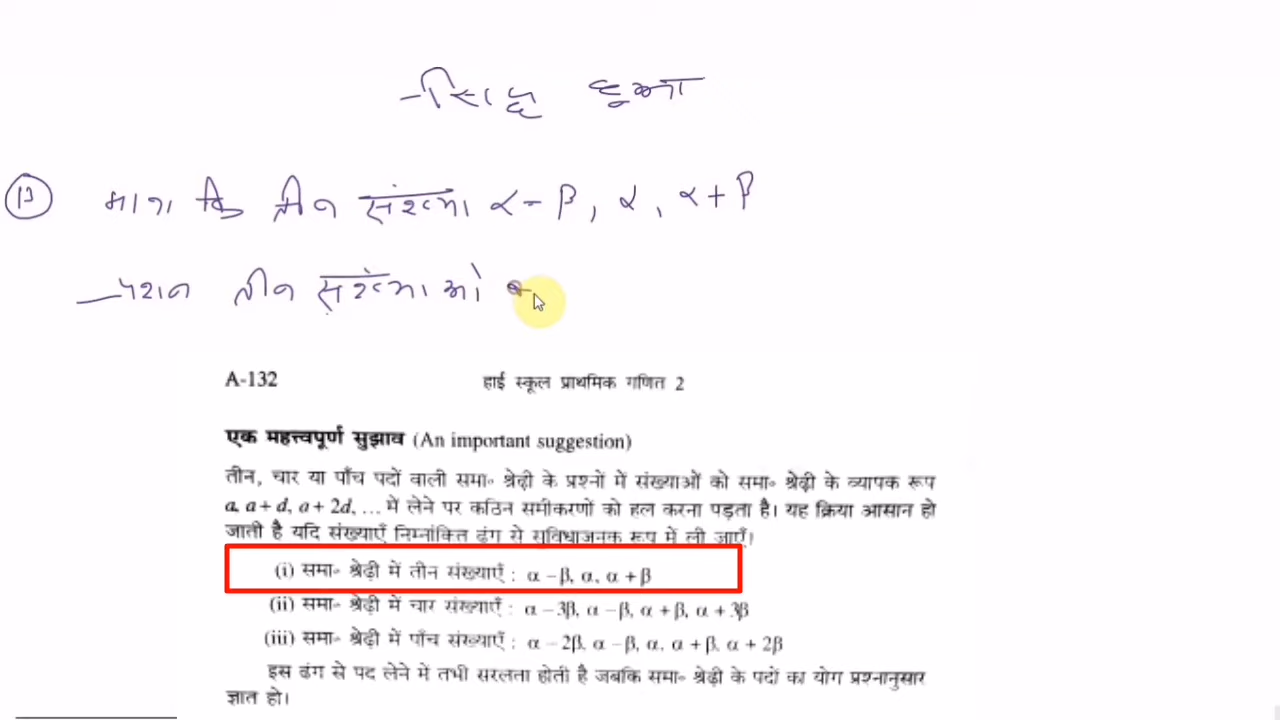 सिद्ध हुआ
13 माना कि तीन संख्या α - β, α, α + β
प्रश्न तीन संख्याओं
A-132 हाई स्कूल प्राथमिक गणित 2
एक महत्त्वपूर्ण सुझाव (An important suggestion)
तीन, चार या पाँच पदों वाली समा॰ श्रेढ़ी के प्रश्नों में संख्याओं को समा॰ श्रेढ़ी के व्यापक रूप
a, a + d, a + 2d, ... में लेने पर कठिन समीकरणों को हल करना पड़ता है। यह क्रिया आसान हो
जाती है यदि संख्याएँ निम्नांकित ढंग से सुविधाजनक रूप में ली जाएँ।
(i) समा॰ श्रेढ़ी में तीन संख्याएँ : α – β, α, α + β
(ii) समा॰ श्रेढ़ी में चार संख्याएँ : α – 3β, α – β, α + β, α + 3β
(iii) समा॰ श्रेढ़ी में पाँच संख्याएँ : α – 2β, α – β, α, α + β, α + 2β
इस ढंग से पद लेने में तभी सरलता होती है जबकि समा॰ श्रेढ़ी के पदों का योग प्रश्नानुसार
ज्ञात हो।